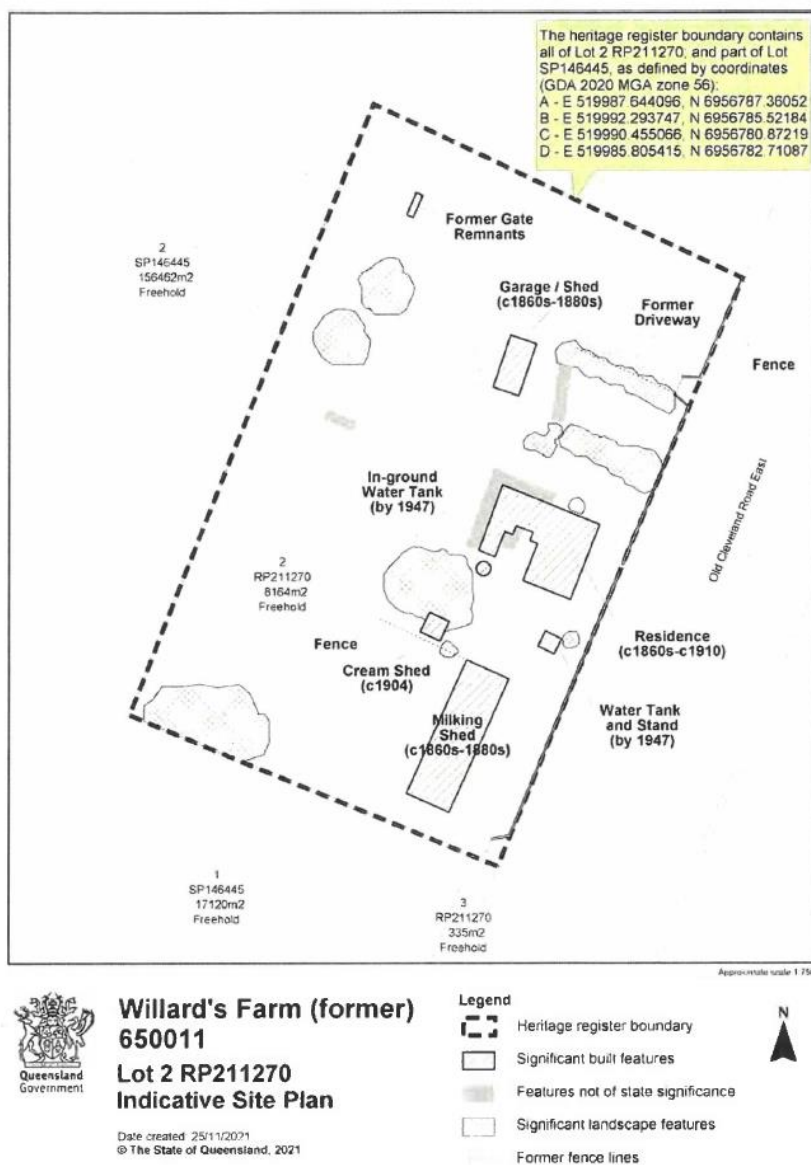 The heritage register boundary contains
all of Lot 2 RP211270, and part of Lot
SP146445, as defined by coordinates
(GDA 2020 MGA zone 56):
A - E 519987.644096, N 6956787.36052
B - E 519992.293747, N 6956785.52184
C - E 519990.455066, N 6956780.87219
D - E 519985.805415, N 6956782.71087
Former Gate
Remnants
2
SP146445
156462m2
Freehold
Garage / Shed
(c1860s-1880s)
Former
Driveway
Fence
In-ground
Water Tank
(by 1947)
Old Cleveland Road East
2
RP211270
8164m2
Freehold
Fence
Cream Shed
(c1904)
Residence
(c1860s-c1910)
Milking
Shed
(c1860s-1880s)
Water Tank
and Stand
(by 1947)
1
SP146445
17120m2
Freehold
3
RP211270
335m2
Freehold
Approximate scale 1:75
Queensland
Government
Willard's Farm (former)
650011
Lot 2 RP211270
Indicative Site Plan
Date created: 25/11/2021
© The State of Queensland, 2021
Legend
Heritage register boundary
Significant built features
Features not of state significance
Significant landscape features
Former fence lines
N